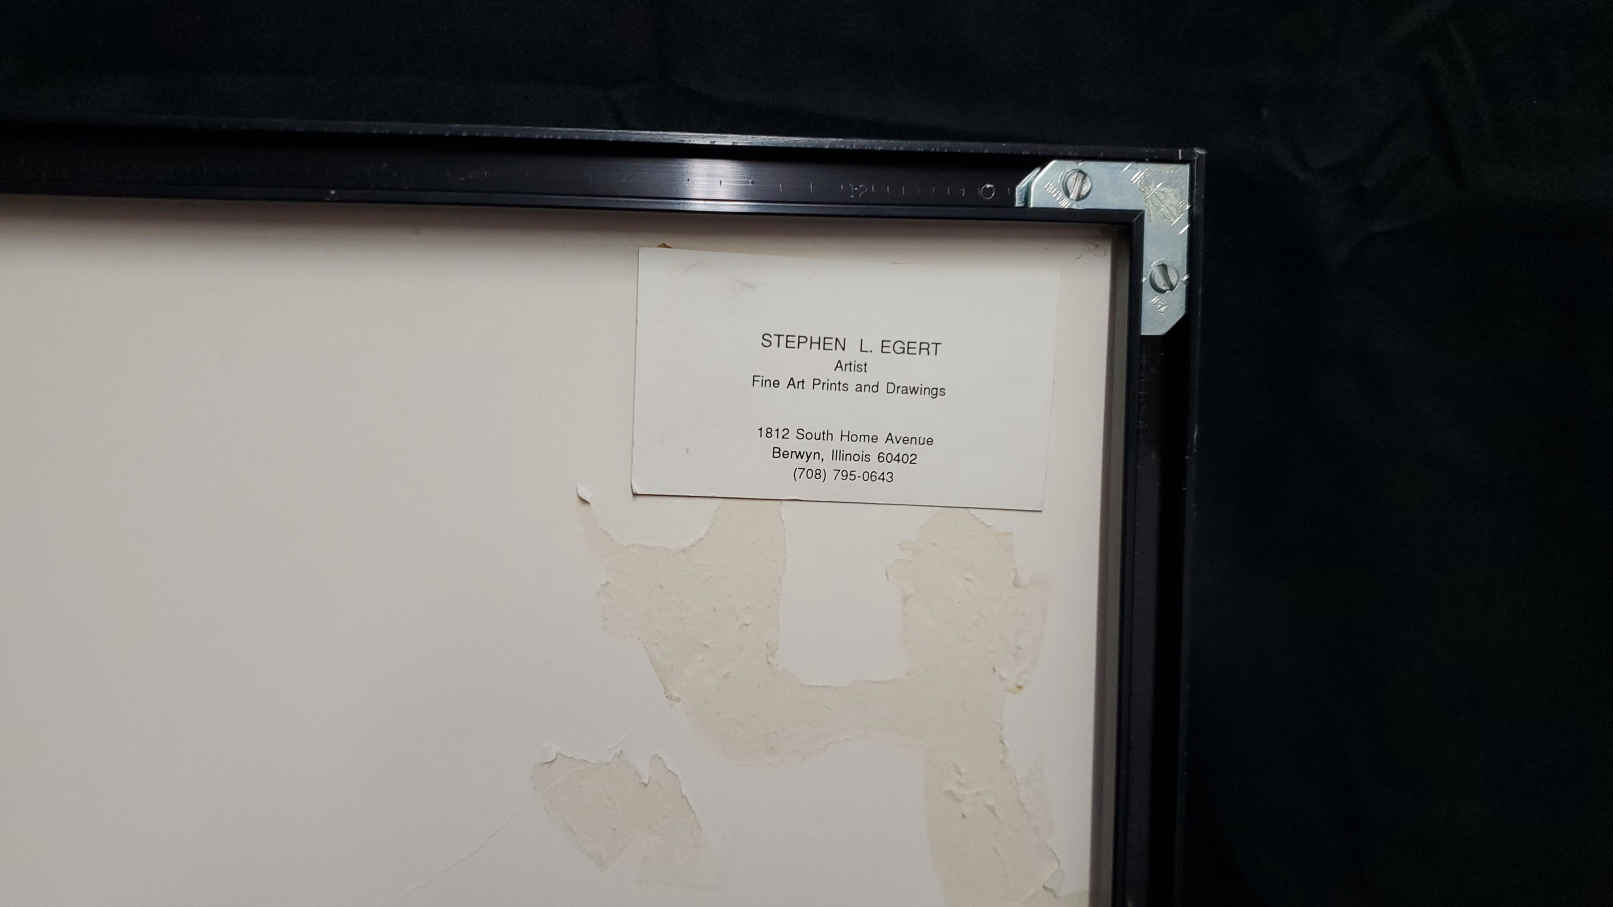 STEPHEN L. EGERT
Artist
Fine Art Prints and Drawings
1812 South Home Avenue
Berwyn, Illinois 60402
(708) 795-0643